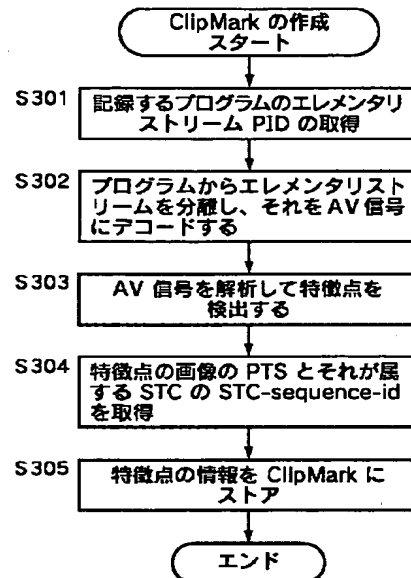 ClipMark の作成
スタート
S301
記録するプログラムのエレメンタリ
ストリーム PID の取得
S302
プログラムからエレメンタリスト
リームを分離し、それを AV 信号
にデコードする
S303
AV 信号を解析して特徴点を
検出する
S304
特徴点の画像の PTS とそれが属
する STC の STC-sequence-id
を取得
S305
特徴点の情報を ClipMark に
ストア
エンド